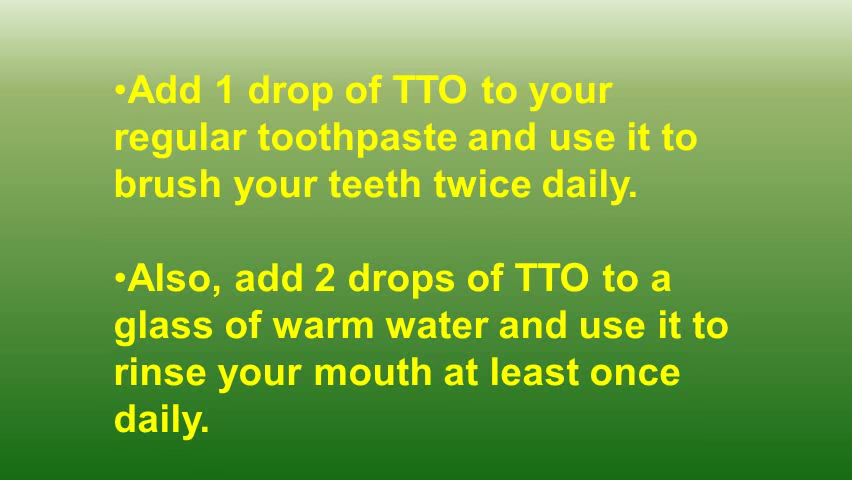 •Add 1 drop of TTO to your
regular toothpaste and use it to
brush your teeth twice daily.
•Also, add 2 drops of TTO to a
glass of warm water and use it to
rinse your mouth at least once
daily.